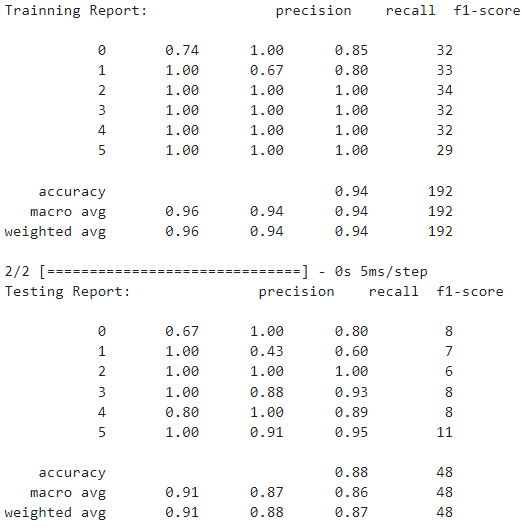 Trainning Report:               precision    recall  f1-score
0       0.74      1.00      0.85        32
1       1.00      0.67      0.80        33
2       1.00      1.00      1.00        34
3       1.00      1.00      1.00        32
4       1.00      1.00      1.00        32
5       1.00      1.00      1.00        29
accuracy                           0.94       192
macro avg       0.96      0.94      0.94       192
weighted avg       0.96      0.94      0.94       192
2/2 [==============================] - 0s 5ms/step
Testing Report:               precision    recall  f1-score
0       0.67      1.00      0.80         8
1       1.00      0.43      0.60         7
2       1.00      1.00      1.00         6
3       1.00      0.88      0.93         8
4       0.80      1.00      0.89         8
5       1.00      0.91      0.95        11
accuracy                           0.88        48
macro avg       0.91      0.87      0.86        48
weighted avg       0.91      0.88      0.87        48